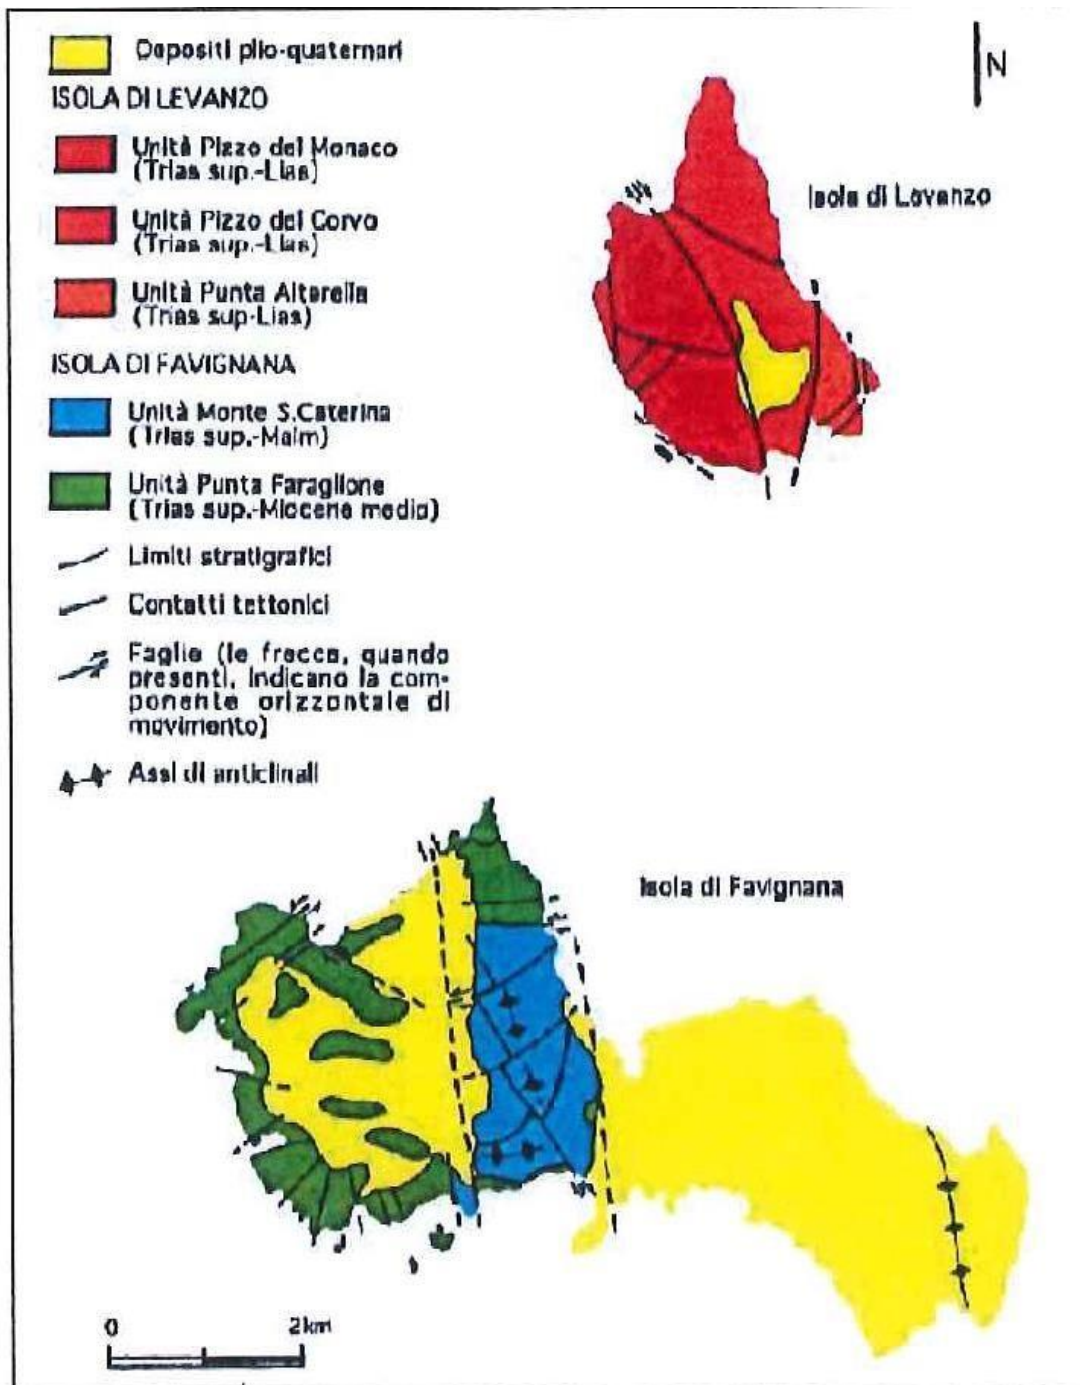 Depositi plio-quaternari
ISOLA DI LEVANZO
Unità Pizzo del Monaco
(Trias sup.-Lias)
Unità Pizzo del Corvo
(Trias sup.-Lias)
Unità Punta Altarella
(Trias sup-Lias)
ISOLA DI FAVIGNANA
Unità Monte S.Caterina
(Trias sup.-Malm)
Unità Punta Faraglione
(Trias sup.-Miocene medio)
Limiti stratigrafici
Contatti tettonici
Faglie (le frecce, quando
presenti, indicano la com-
ponente orizzontale di
movimento)
Assi di anticlinali
N
Isola di Levanzo
Isola di Favignana
0 2km